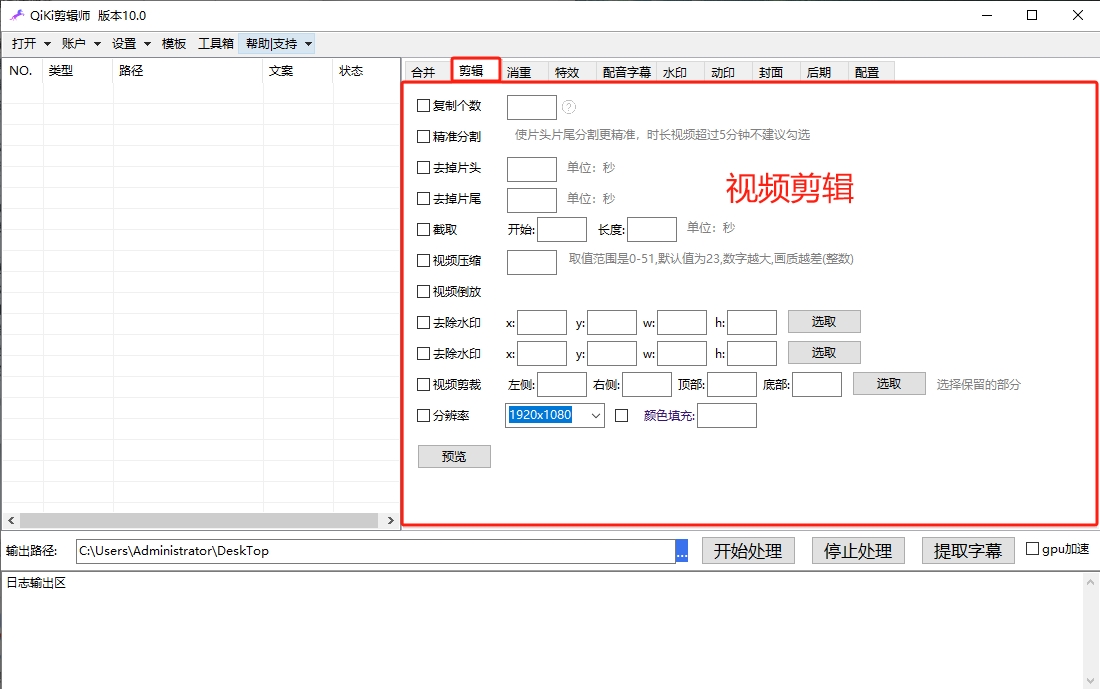 QiKi剪辑师 版本10.0
打开 账户 设置 模板 工具箱 帮助|支持
NO. 类型 路径 文案 状态
合并 剪辑 消重 特效 配音字幕 水印 动印 封面 后期 配置
复制个数 ?
精准分割 使片头片尾分割更精准，时长视频超过5分钟不建议勾选
去掉片头 单位：秒
视频剪辑
去掉片尾 单位：秒
截取 开始: 长度: 单位：秒
视频压缩 取值范围是0-51,默认值为23,数字越大,画质越差(整数)
视频倒放
去除水印 x: y: w: h: 选取
去除水印 x: y: w: h: 选取
视频剪裁 左侧: 右侧: 顶部: 底部: 选取 选择保留的部分
分辨率 1920x1080 颜色填充:
预览
输出路径: C:\Users\Administrator\DeskTop ... 开始处理 停止处理 提取字幕 gpu加速
日志输出区